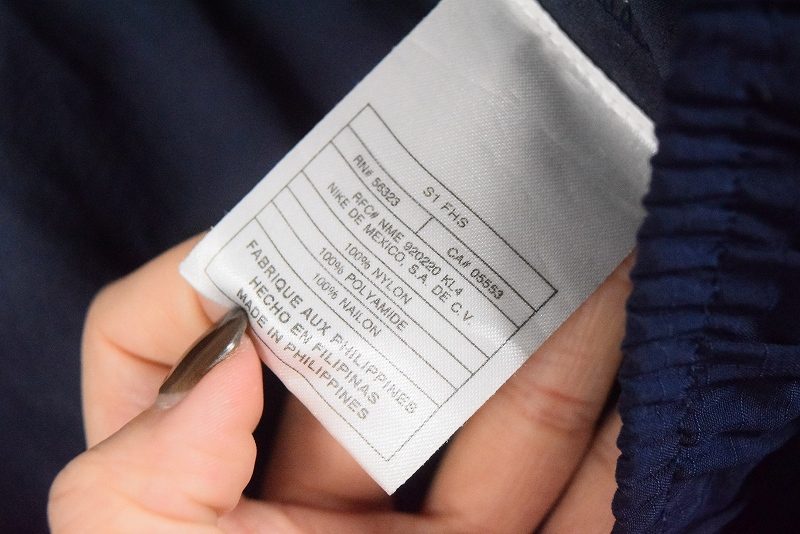 S1 FHS
RN# 56323 CA# 05553
RFC# NME 920220 KL4
NIKE DE MEXICO, S.A. DE C.V.
100% NYLON
100% POLYAMIDE
100% NAILON
FABRIQUE AUX PHILIPPINES
HECHO EN FILIPINAS
MADE IN PHILIPPINES